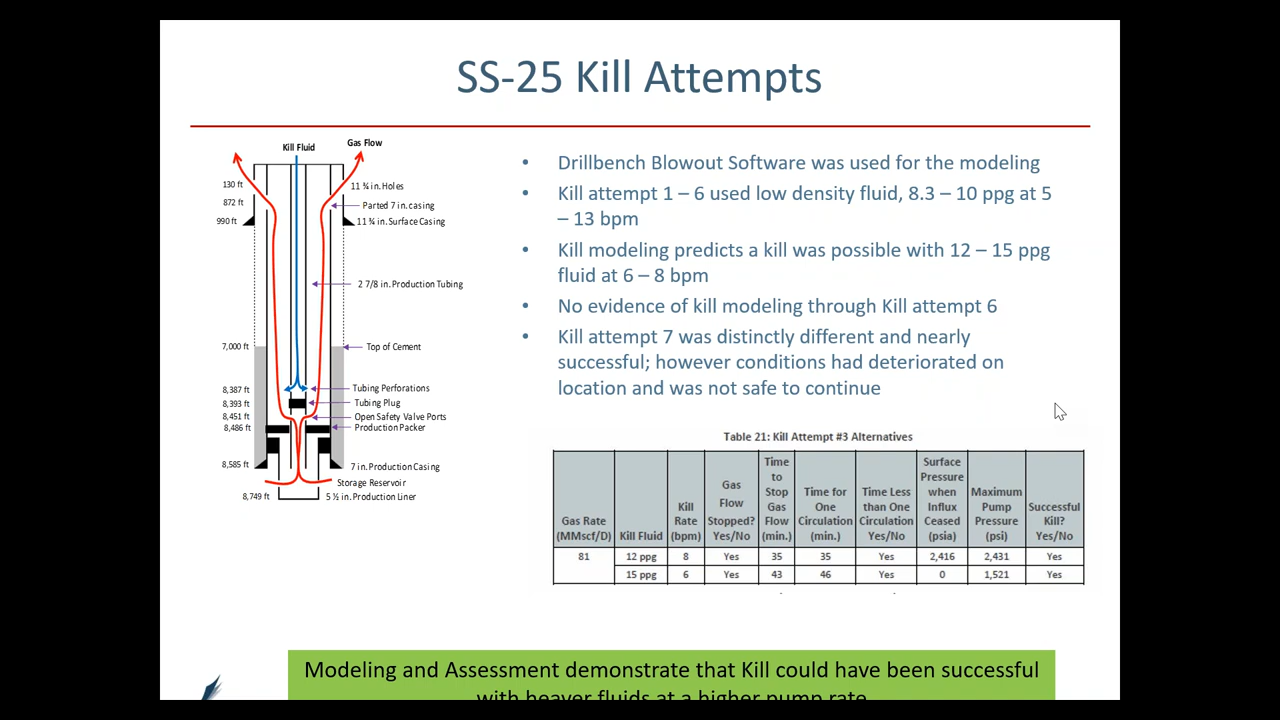 SS-25 Kill Attempts
Kill Fluid
Gas Flow
130 ft
11 ¾ in. Holes
872 ft
Parted 7 in. casing
990 ft
11 ¾ in. Surface Casing
2 7/8 in. Production Tubing
7,000 ft
Top of Cement
8,387 ft
Tubing Perforations
8,393 ft
Tubing Plug
8,451 ft
Open Safety Valve Ports
8,486 ft
Production Packer
8,585 ft
7 in. Production Casing
Storage Reservoir
8,749 ft
5 ½ in. Production Liner
• Drillbench Blowout Software was used for the modeling
• Kill attempt 1 – 6 used low density fluid, 8.3 – 10 ppg at 5
– 13 bpm
• Kill modeling predicts a kill was possible with 12 – 15 ppg
fluid at 6 – 8 bpm
• No evidence of kill modeling through Kill attempt 6
• Kill attempt 7 was distinctly different and nearly
successful; however conditions had deteriorated on
location and was not safe to continue
Table 21: Kill Attempt #3 Alternatives
Gas Rate
(MMscf/D)
Kill Fluid
Kill
Rate
(bpm)
Gas
Flow
Stopped?
Yes/No
Time
to
Stop
Gas
Flow
(min.)
Time for
One
Circulation
(min.)
Time Less
than One
Circulation
Yes/No
Surface
Pressure
when
Influx
Ceased
(psia)
Maximum
Pump
Pressure
(psi)
Successful
Kill?
Yes/No
81 12 ppg 8 Yes 35 35 Yes 2,416 2,431 Yes
15 ppg 6 Yes 43 46 Yes 0 1,521 Yes
Modeling and Assessment demonstrate that Kill could have been successful
with heaver fluids at a higher pump rate